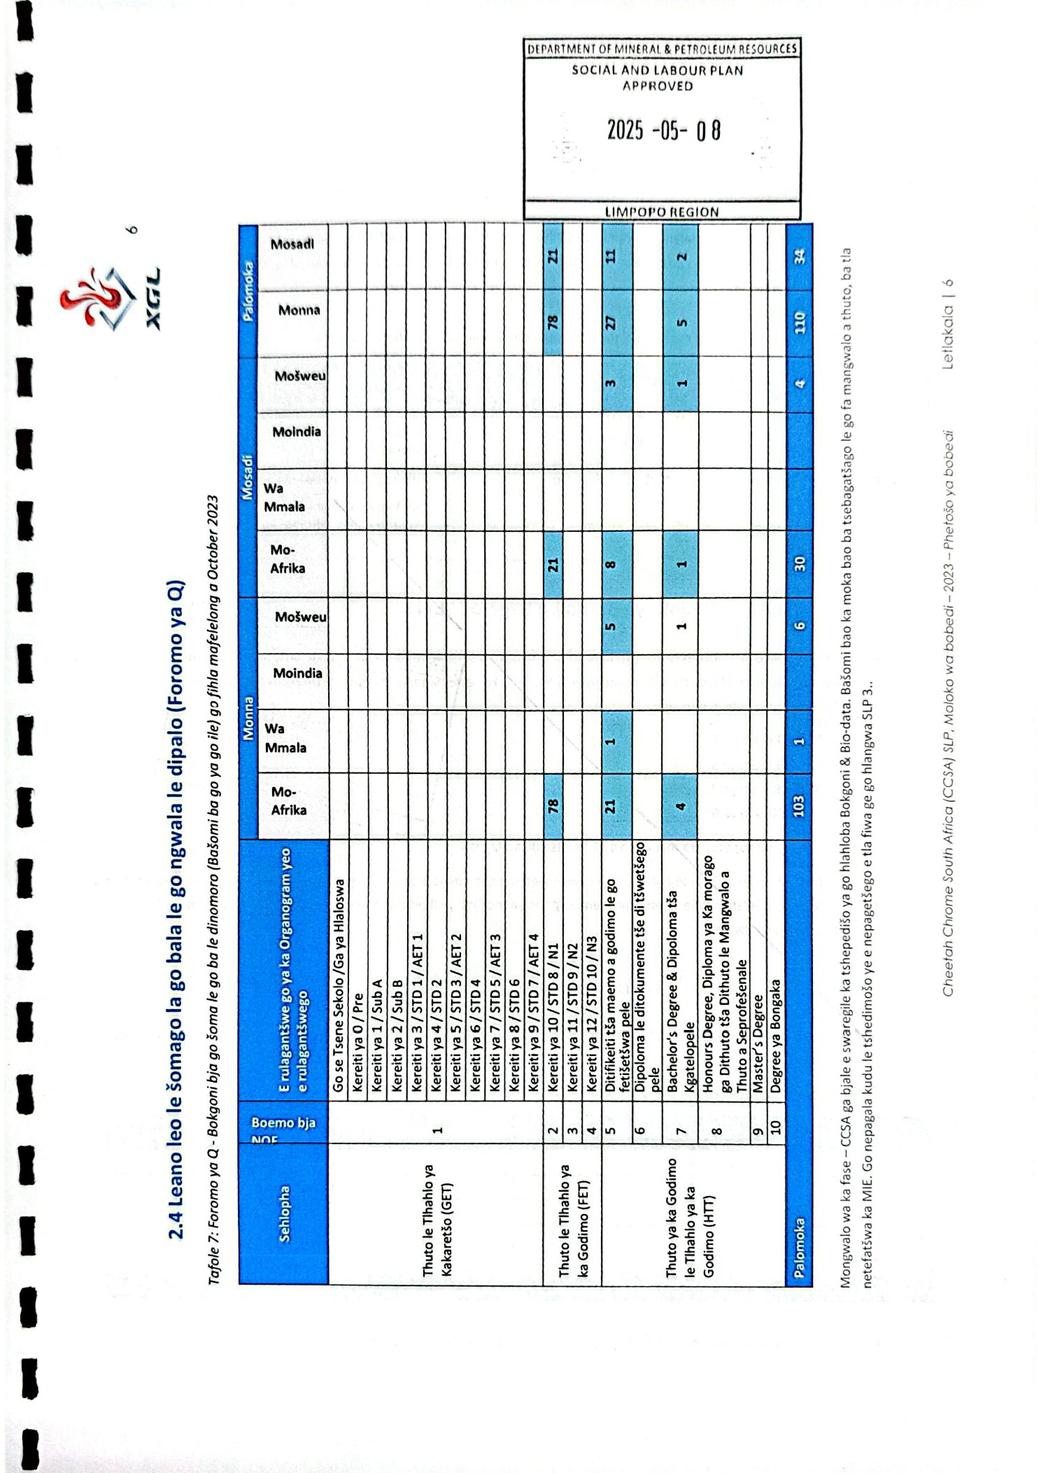 XGL
6
DEPARTMENT OF MINERAL & PETROLEUM RESOURCES
SOCIAL AND LABOUR PLAN
APPROVED
2025 -05- 08
LIMPOPO REGION
2.4 Leano leo le šomago la go bala le go ngwala le dipalo (Foromo ya Q)
Tafole 7: Foromo ya Q - Bokgoni bja go šoma le go ba le dinomoro (Bašomi ba go ya go ile) go fihla mafelelong a October 2023
Sehlopha | Boemo bja NQF | E rulagantšwe go ya ka Organogram yeo e rulagantšwego | Monna | Mosadi | Palomoka
Mo-Afrika | Wa Mmala | Moindia | Mošweu | Mo-Afrika | Wa Mmala | Moindia | Mošweu | Monna | Mosadi
Thuto le Tlhahlo ya Kakaretšo (GET) | 1 | Go se Tsene Sekolo /Ga ya Hlaloswa
Kereiti ya 0 / Pre
Kereiti ya 1 / Sub A
Kereiti ya 2 / Sub B
Kereiti ya 3 / STD 1 / AET 1
Kereiti ya 4 / STD 2
Kereiti ya 5 / STD 3 / AET 2
Kereiti ya 6 / STD 4
Kereiti ya 7 / STD 5 / AET 3
Kereiti ya 8 / STD 6
Kereiti ya 9 / STD 7 / AET 4
Thuto le Tlhahlo ya ka Godimo (FET) | 2 | Kereiti ya 10 / STD 8 / N1 | 78 | 21 | 78 | 21
3 | Kereiti ya 11 / STD 9 / N2
4 | Kereiti ya 12 / STD 10 / N3
Thuto ya ka Godimo le Tlhahlo ya ka Godimo (HTT) | 5 | Ditifikeiti tša maemo a godimo le go fetišetšwa pele | 21 | 1 | 5 | 8 | 3 | 27 | 11
6 | Dipoloma le ditokumente tše di tšwetšego pele
7 | Bachelor's Degree & Dipoloma tša Kgatelopele | 4 | 1 | 1 | 1 | 5 | 2
8 | Honours Degree, Diploma ya Ka morago ga Ditthuto tša Dithuto le Mangwalo a Thuto a Seprofešenale
9 | Master's Degree
10 | Degree ya Bongaka
Palomoka | 103 | 1 | 6 | 30 | 4 | 110 | 34
Mongwalo wa ka fase – CCSA ga bjale e swaregile ka tshepedišo ya go hlahloba Bokgoni & Bio-data. Bašomi bao ka moka bao ba tsebagatšago le go fa mangwalo a thuto, ba tla
netefatšwa ka MIE. Go nepagala kudu le tshedimošo ye e nepagetšego e tla fiwa ge go hlangwa SLP 3..
Cheetah Chrome South Africa (CCSA) SLP, Moloko wa bobedi – 2023 – Phetošo ya bobedi Letlakala | 6